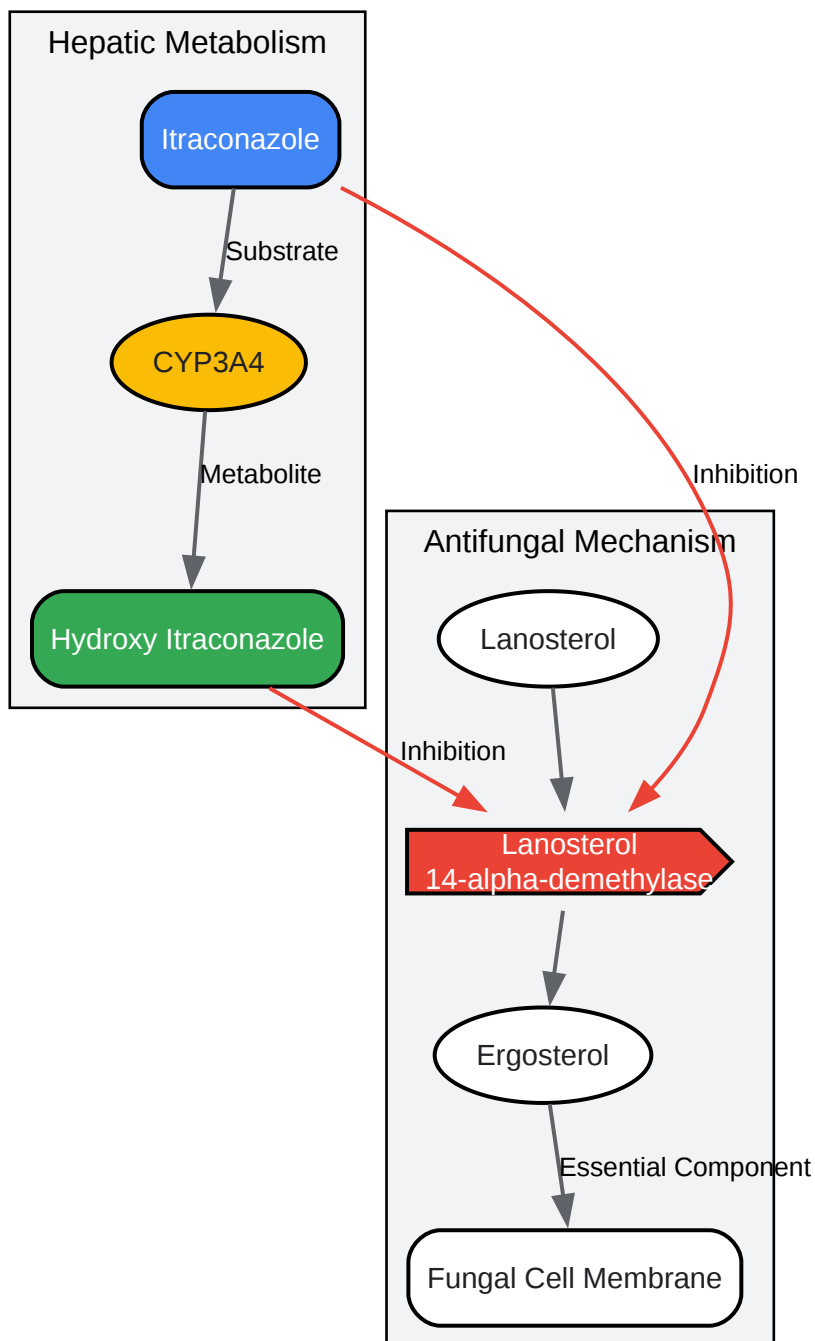 Hepatic Metabolism
Itraconazole
Substrate
CYP3A4
Metabolite
Inhibition
Antifungal Mechanism
Hydroxy Itraconazole
Lanosterol
Inhibition
Lanosterol
14-alpha-demethylase
Ergosterol
Essential Component
Fungal Cell Membrane